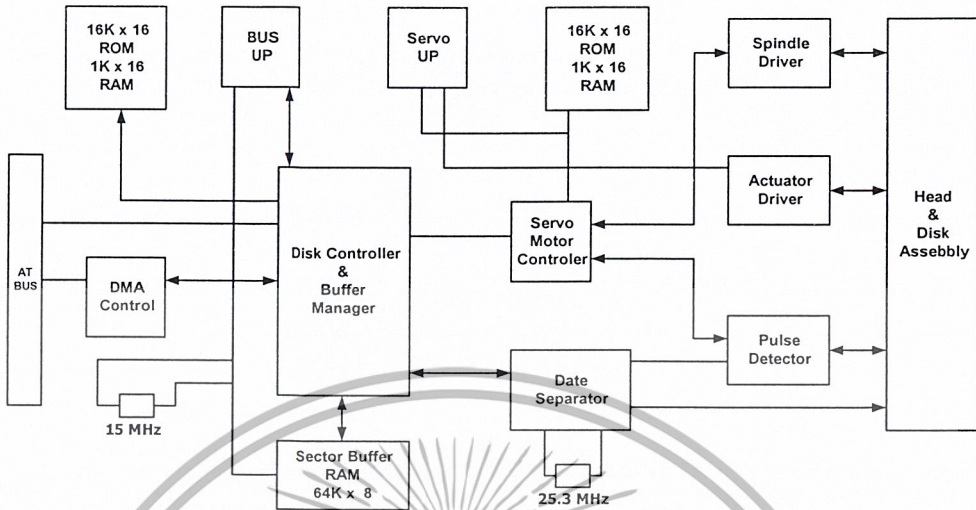 16K x 16
ROM
1K x 16
RAM
BUS
UP
Servo
UP
16K x 16
ROM
1K x 16
RAM
Spindle
Driver
Actuator
Driver
Head
&
Disk
Assebbly
AT
BUS
DMA
Control
Disk Controller
&
Buffer
Manager
Servo
Motor
Controler
Pulse
Detector
Date
Separator
15 MHz
Sector Buffer
RAM
64K x 8
25.3 MHz